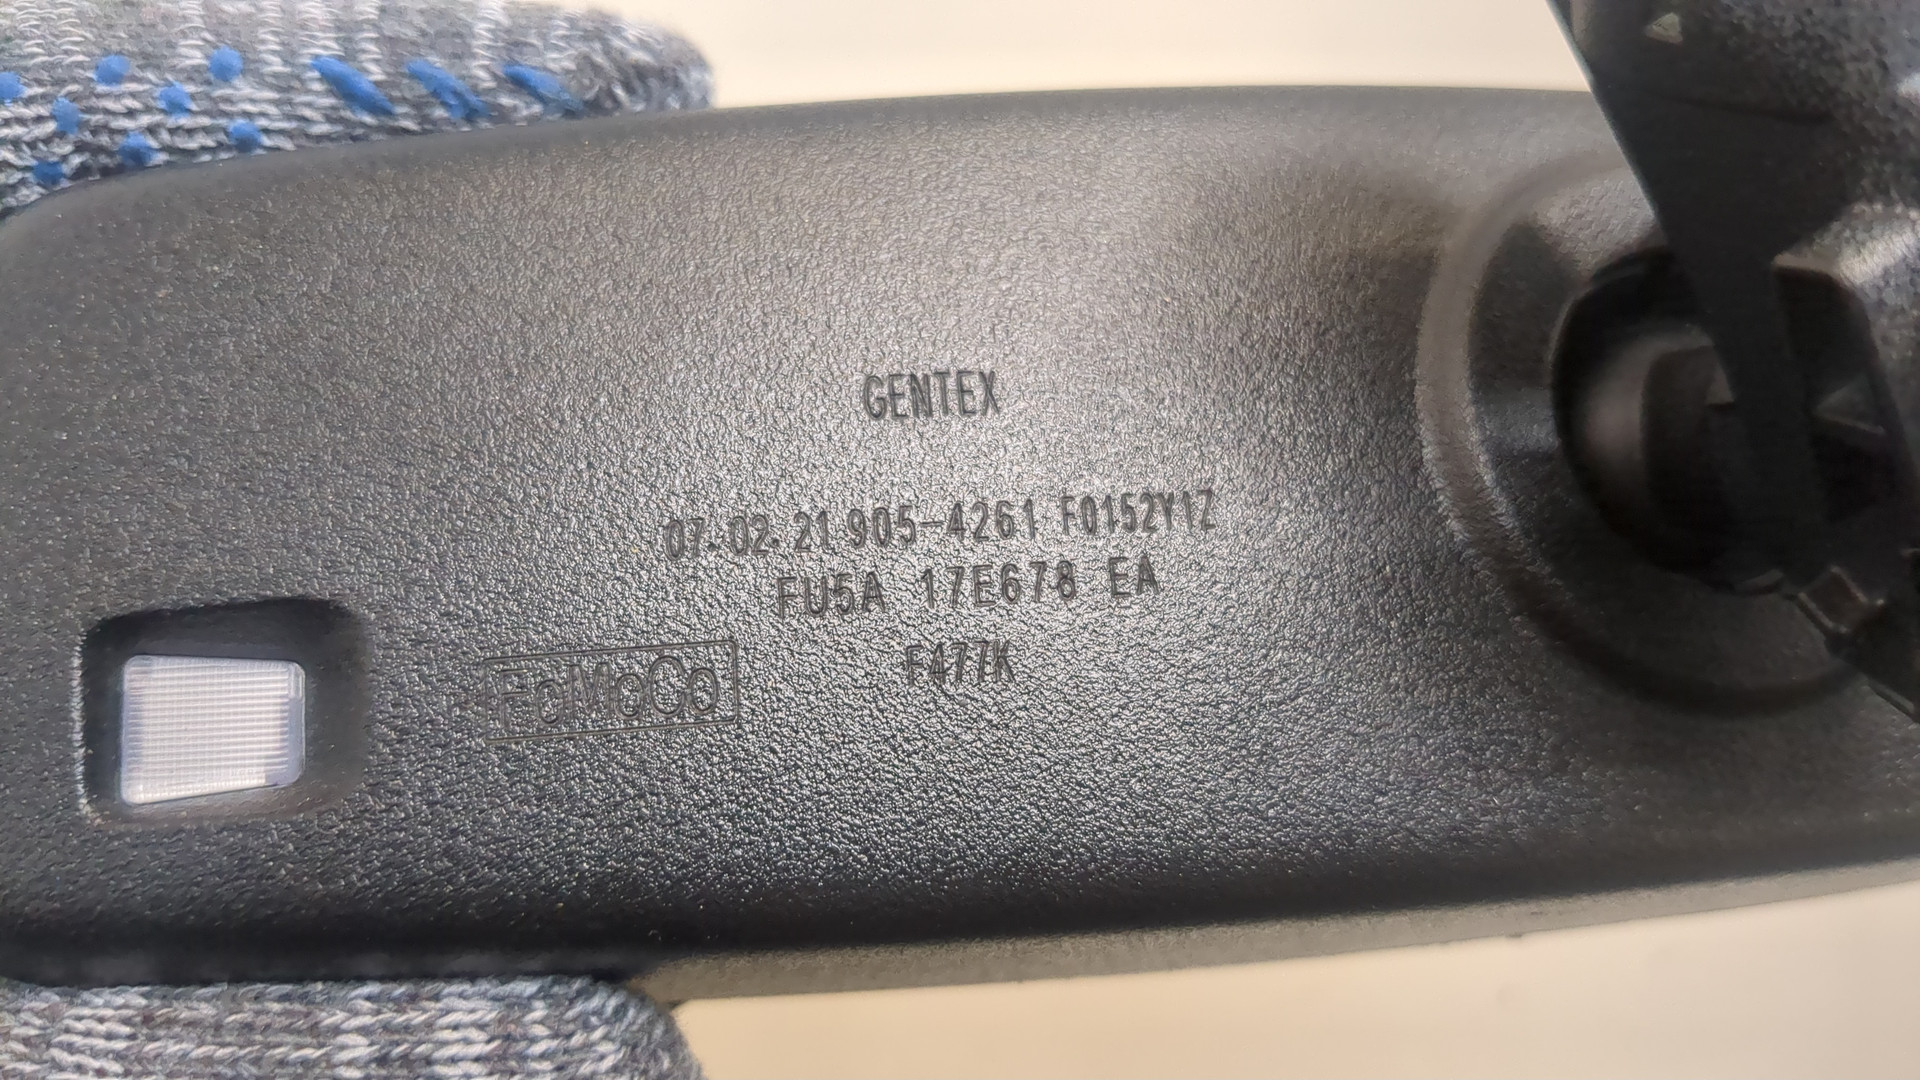 GENTEX
07.02.21 905-4261 F0152Y1Z
FU5A 17E678 EA
F477K
FoMoCo